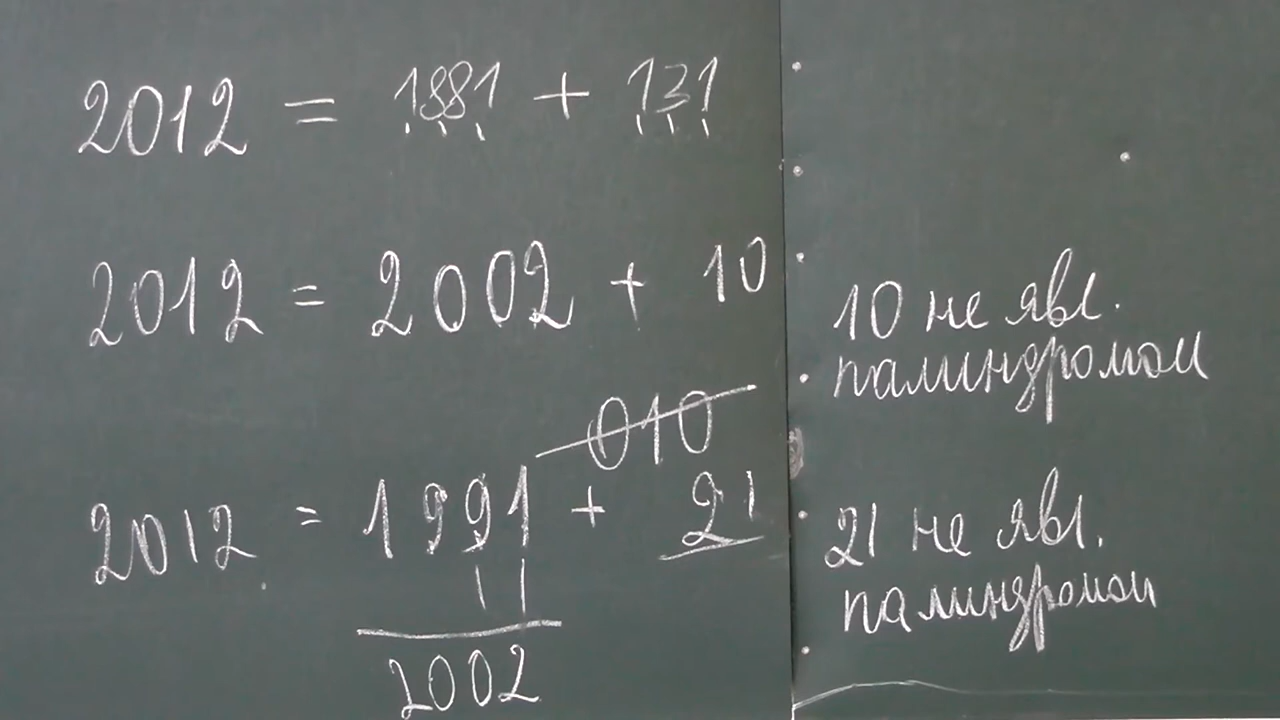 2012 = 1881 + 131
2012 = 2002 + 10
10 не явл.
палиндромом
010
2012 = 1991 + 21
11
2002
21 не явл.
палиндромом